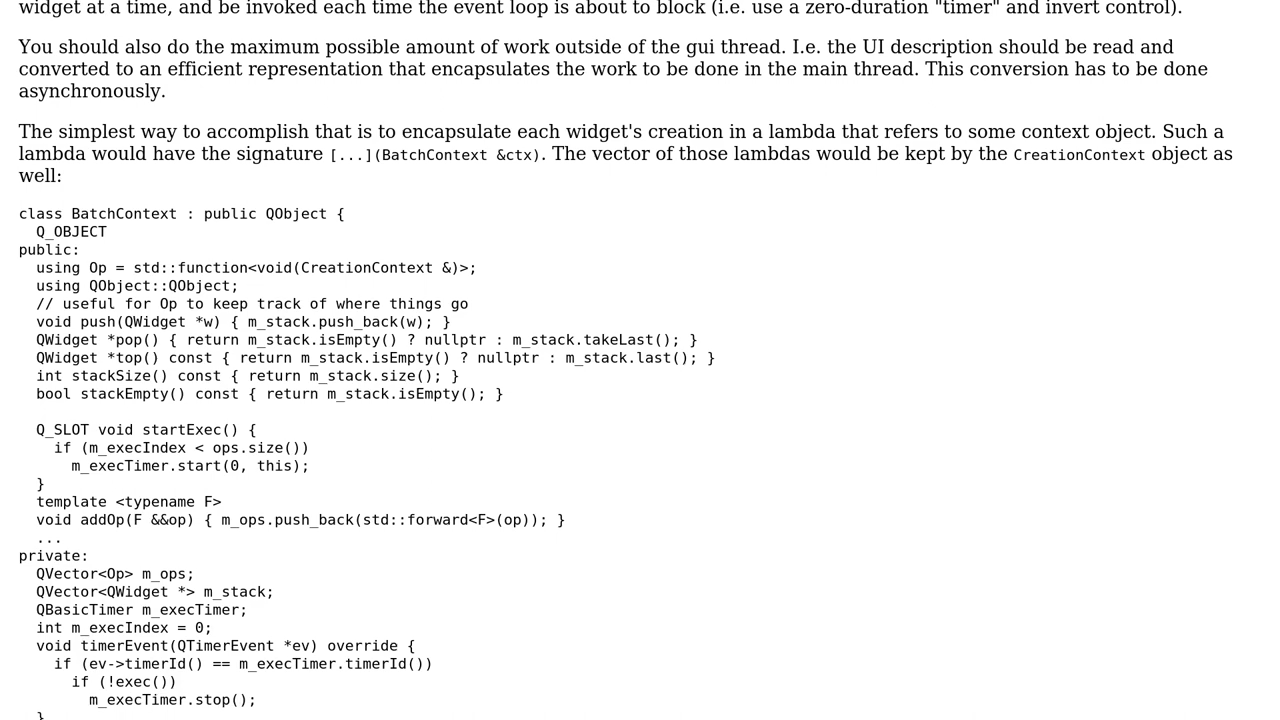 widget at a time, and be invoked each time the event loop is about to block (i.e. use a zero-duration "timer" and invert control).
You should also do the maximum possible amount of work outside of the gui thread. I.e. the UI description should be read and
converted to an efficient representation that encapsulates the work to be done in the main thread. This conversion has to be done
asynchronously.
The simplest way to accomplish that is to encapsulate each widget's creation in a lambda that refers to some context object. Such a
lambda would have the signature [...](BatchContext &ctx). The vector of those lambdas would be kept by the CreationContext object as
well:
class BatchContext : public QObject {
  Q_OBJECT
public:
  using Op = std::function<void(CreationContext &)>;
  using QObject::QObject;
  // useful for Op to keep track of where things go
  void push(QWidget *w) { m_stack.push_back(w); }
  QWidget *pop() { return m_stack.isEmpty() ? nullptr : m_stack.takeLast(); }
  QWidget *top() const { return m_stack.isEmpty() ? nullptr : m_stack.last(); }
  int stackSize() const { return m_stack.size(); }
  bool stackEmpty() const { return m_stack.isEmpty(); }
  Q_SLOT void startExec() {
    if (m_execIndex < ops.size())
      m_execTimer.start(0, this);
  }
  template <typename F>
  void addOp(F &&op) { m_ops.push_back(std::forward<F>(op)); }
  ...
private:
  QVector<Op> m_ops;
  QVector<QWidget *> m_stack;
  QBasicTimer m_execTimer;
  int m_execIndex = 0;
  void timerEvent(QTimerEvent *ev) override {
    if (ev->timerId() == m_execTimer.timerId())
      if (!exec())
        m_execTimer.stop();
  }